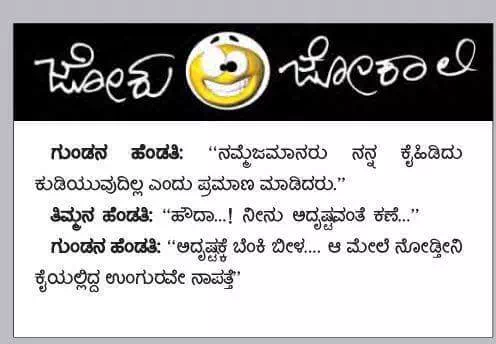 ಜೋಕು ಜೋಕಾಲಿ
ಗುಂಡನ ಹೆಂಡತಿ: “ನಮ್ಮೆಜಮಾನರು ನನ್ನ ಕೈಹಿಡಿದು
ಕುಡಿಯುವುದಿಲ್ಲ ಎಂದು ಪ್ರಮಾಣ ಮಾಡಿದರು.”
ತಿಮ್ಮನ ಹೆಂಡತಿ: “ಹೌದಾ...! ನೀನು ಅದೃಷ್ಟವಂತೆ ಕಣೆ...”
ಗುಂಡನ ಹೆಂಡತಿ: “ಅದೃಷ್ಟಕ್ಕೆ ಬೆಂಕಿ ಬೀಳ.... ಆ ಮೇಲೆ ನೋಡ್ತೀನಿ
ಕೈಯಲ್ಲಿದ್ದ ಉಂಗುರವೇ ನಾಪತ್ತೆ”